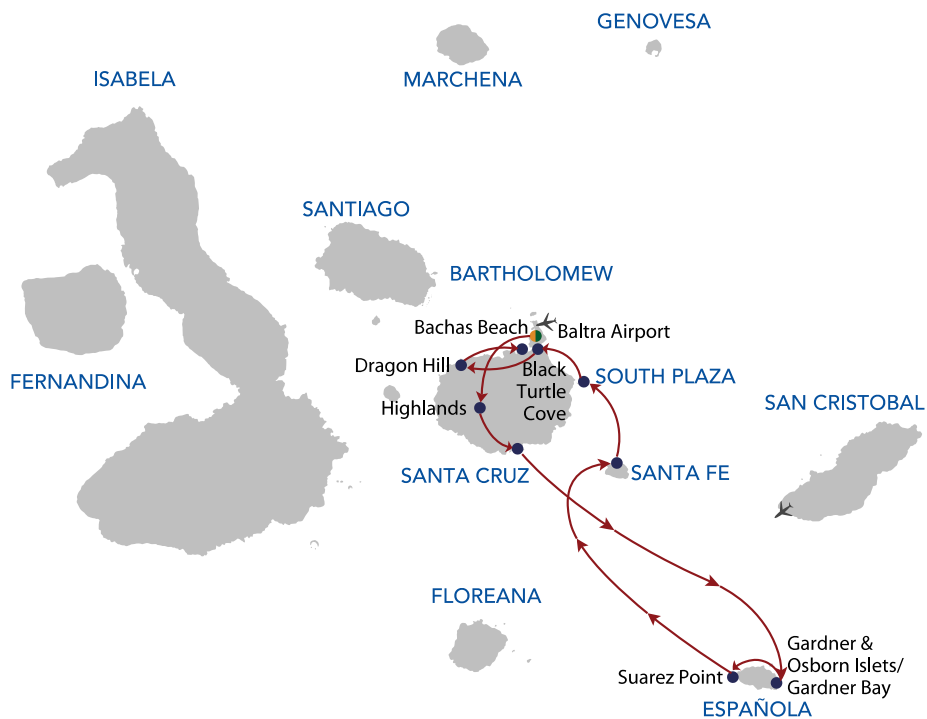 GENOVESA
MARCHENA
ISABELA
SANTIAGO
BARTHOLOMEW
Bachas Beach
Baltra Airport
Dragon Hill
Black
Turtle
Cove
SOUTH PLAZA
FERNANDINA
Highlands
SAN CRISTOBAL
SANTA CRUZ
SANTA FE
FLOREANA
Gardner &
Osborn Islets/
Gardner Bay
Suarez Point
ESPAÑOLA